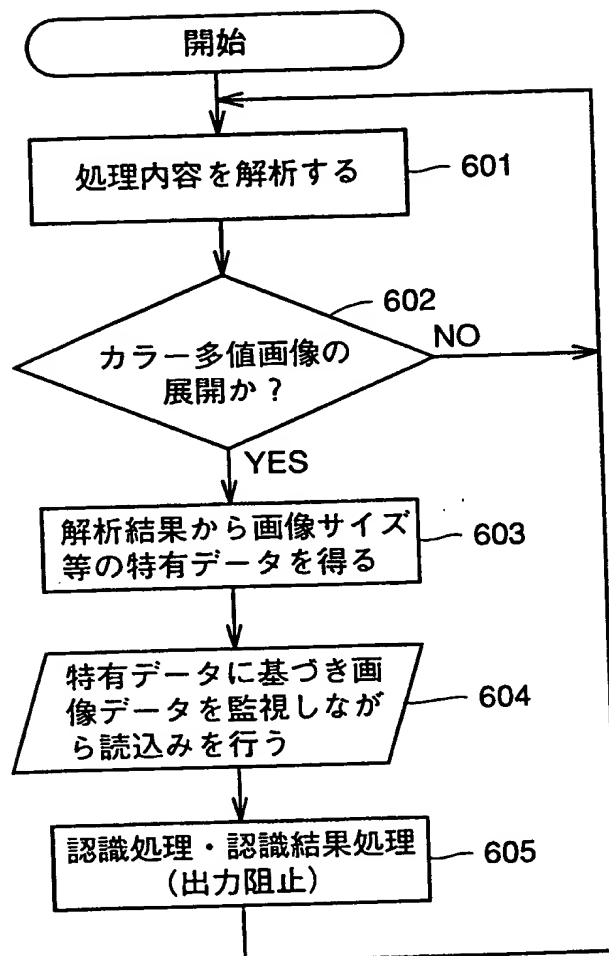 開始
処理内容を解析する
601
602
カラー多値画像の
展開か？
NO
YES
解析結果から画像サイズ
等の特有データを得る
603
特有データに基づき画
像データを監視しなが
ら読込みを行う
604
認識処理・認識結果処理
(出力阻止)
605